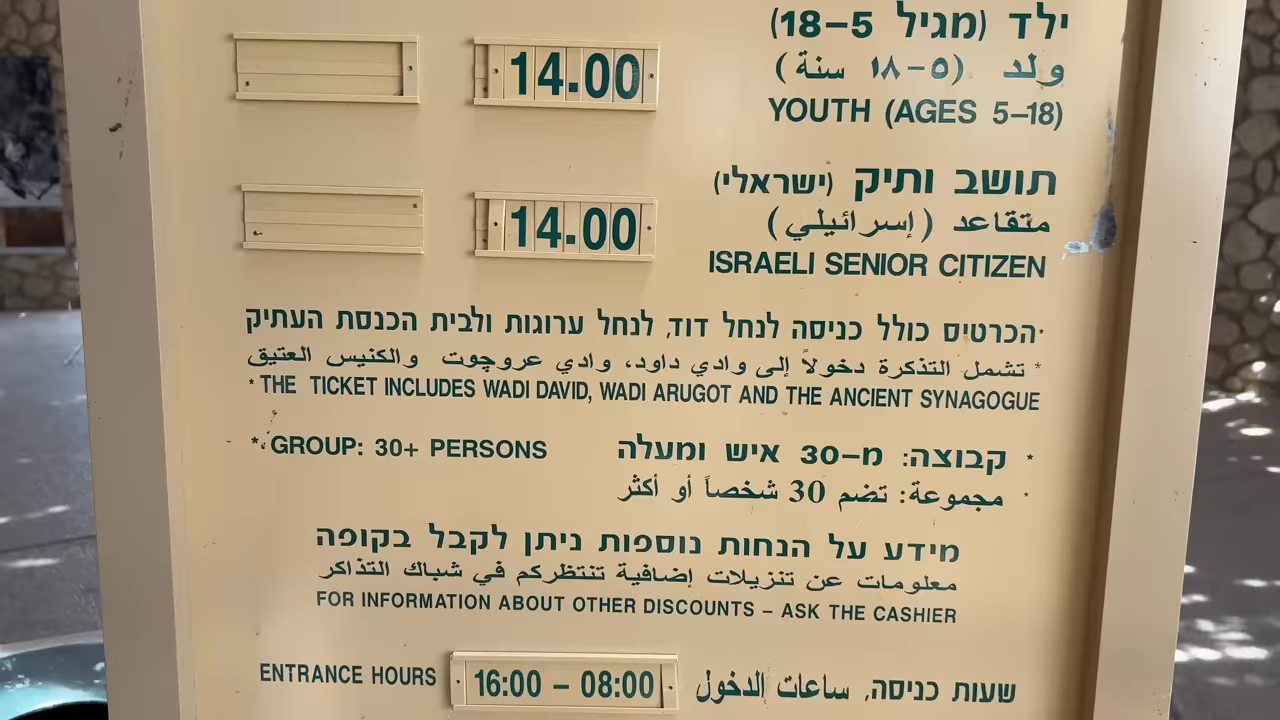 ילד (מגיל 5–18)
ولد (٥–١٨ سنة)
14.00
YOUTH (AGES 5–18)
תושב ותיק (ישראלי)
متقاعد (إسرائيلي)
14.00
ISRAELI SENIOR CITIZEN
*הכרטיס כולל כניסה לנחל דוד, לנחל ערוגות ולבית הכנסת העתיק
* تشمل التذكرة دخولاً إلى وادي داود، وادي عروچوت والكنيس العتيق
* THE TICKET INCLUDES WADI DAVID, WADI ARUGOT AND THE ANCIENT SYNAGOGUE
* קבוצה: מ–30 איש ומעלה
* GROUP: 30+ PERSONS
* مجموعة: تضم 30 شخصاً أو أكثر
מידע על הנחות נוספות ניתן לקבל בקופה
معلومات عن تنزيلات إضافية تنتظركم في شباك التذاكر
FOR INFORMATION ABOUT OTHER DISCOUNTS – ASK THE CASHIER
שעות כניסה, ساعات الدخول
16:00 – 08:00
ENTRANCE HOURS